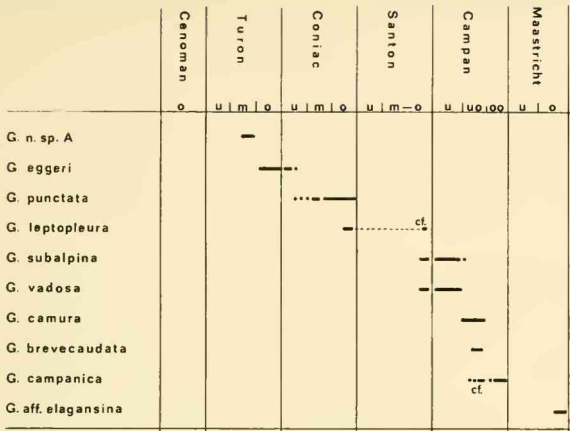 Cenoman Turon Coniac Santon Campan Maastricht
o u m o u m o u m–o u uo oo u o
G. n. sp. A
G. eggeri
G. punctata
G. leptopleura cf.
G. subalpina
G. vadosa
G. camura
G. brevecaudata
G. campanica
cf.
G. aff. elagansina